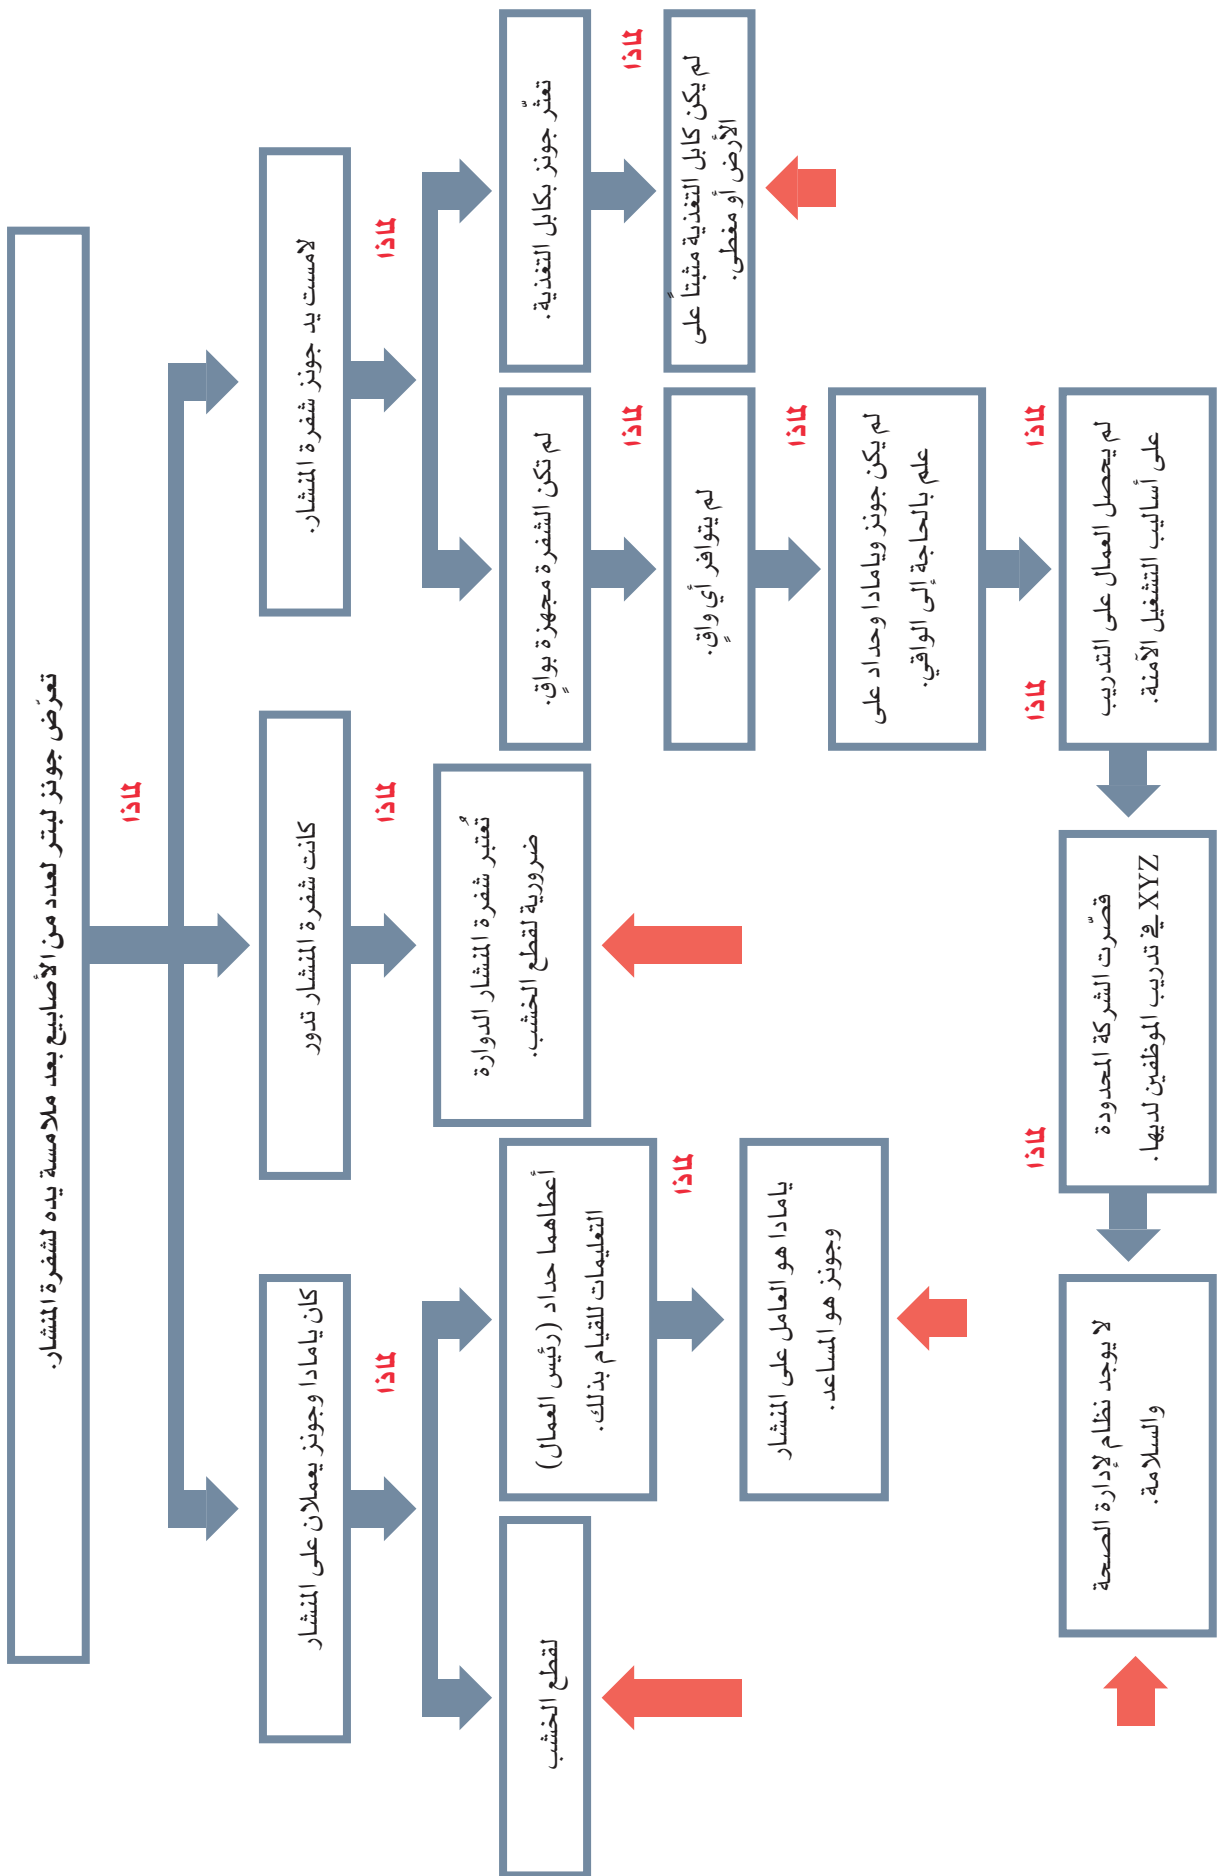 تعرّض جونز لبتر لعدد من الأصابيع بعد ملامسة يده لشفرة المنشار.
لماذا
لامست يد جونز شفرة المنشار.
كانت شفرة المنشار تدور
كان يامادا وجونز يعملان على المنشار
لماذا
لماذا
لماذا
تعثّر جونز بكابل التغذية.
لم تكن الشفرة مجهزة بواقٍ.
تُعتبر شفرة المنشار الدوارة
ضرورية لقطع الخشب.
أعطاهما حداد (رئيس العمال)
التعليمات للقيام بذلك.
لقطع الخشب
لماذا
لماذا
لماذا
لم يكن كابل التغذية مثبتاً على
الأرض أو مغطى.
لم يتوافر أي واقٍ.
يامادا هو العامل على المنشار
وجونز هو المساعد.
لماذا
لم يكن جونز ويامادا وحداد على
علم بالحاجة إلى الواقي.
لماذا
لم يحصل العمال على التدريب
على أساليب التشغيل الآمنة.
لماذا
قصّرت الشركة المحدودة
XYZ في تدريب الموظفين لديها.
لماذا
لا يوجد نظام لإدارة الصحة
والسلامة.